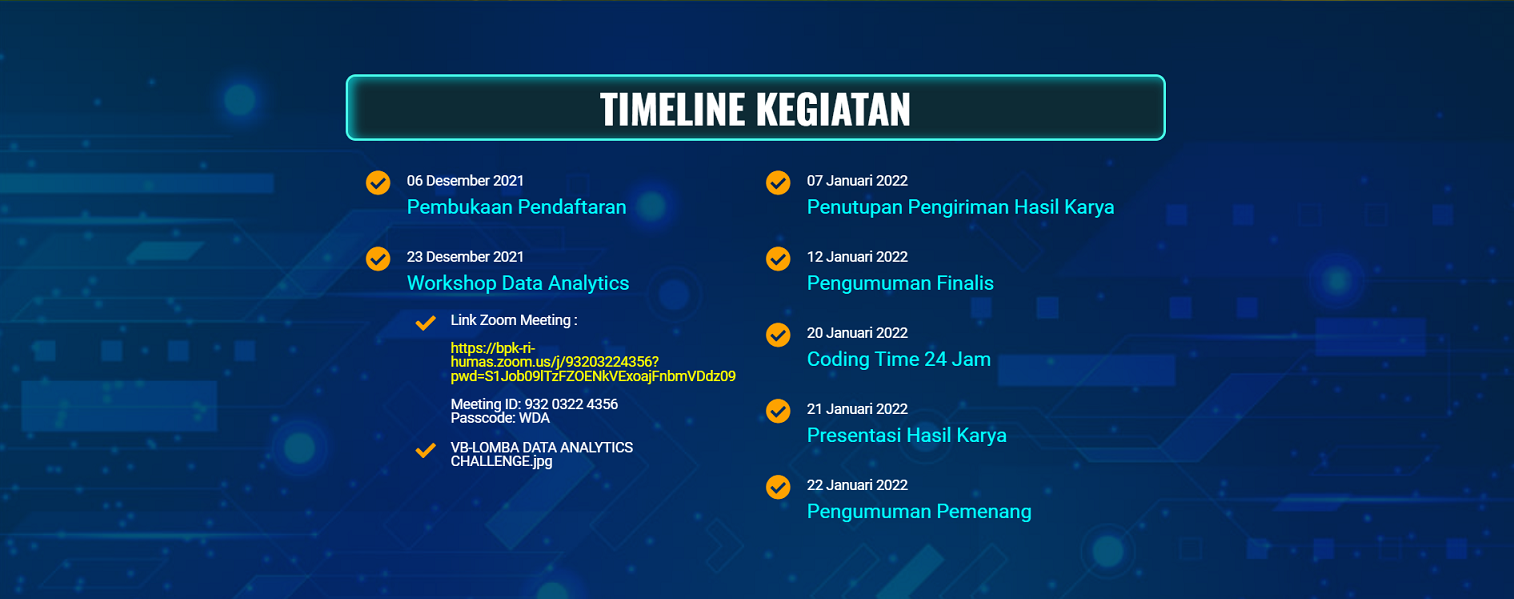 TIMELINE KEGIATAN
06 Desember 2021
Pembukaan Pendaftaran
23 Desember 2021
Workshop Data Analytics
Link Zoom Meeting :
https://bpk-ri-
humas.zoom.us/j/93203224356?
pwd=S1Job09lTzFZOENkVExoajFnbmVDdz09
Meeting ID: 932 0322 4356
Passcode: WDA
VB-LOMBA DATA ANALYTICS
CHALLENGE.jpg
07 Januari 2022
Penutupan Pengiriman Hasil Karya
12 Januari 2022
Pengumuman Finalis
20 Januari 2022
Coding Time 24 Jam
21 Januari 2022
Presentasi Hasil Karya
22 Januari 2022
Pengumuman Pemenang